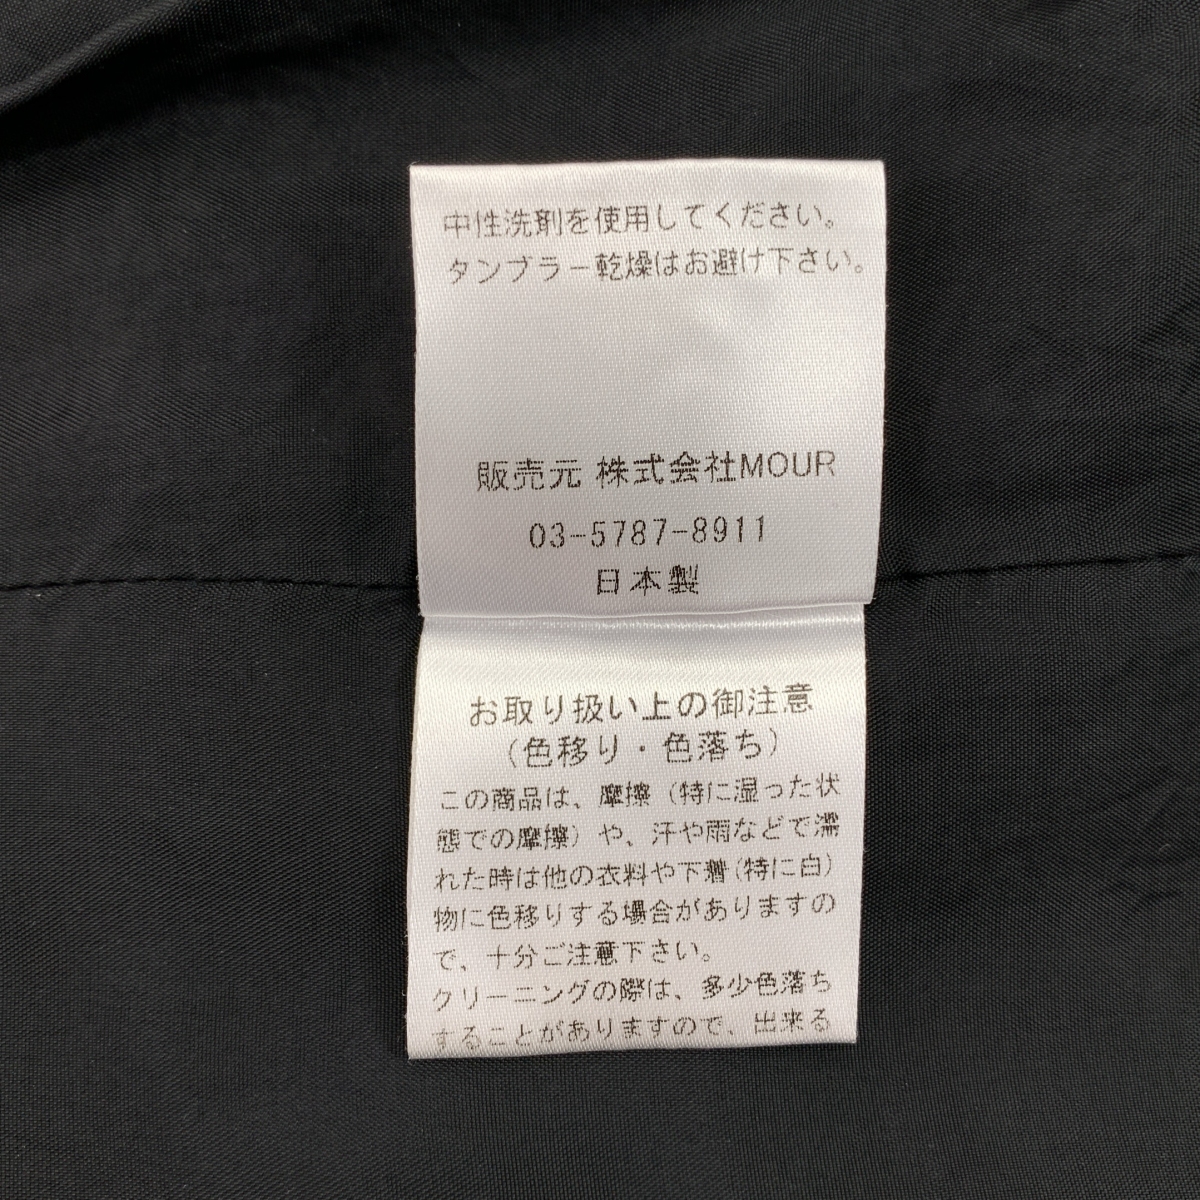 中性洗剤を使用してください。
タンブラー乾燥はお避け下さい。
販売元 株式会社MOUR
03-5787-8911
日本製
お取り扱い上の御注意
(色移り・色落ち)
この商品は、摩擦(特に湿った状
態での摩擦)や、汗や雨などで濡
れた時は他の衣料や下着(特に白)
物に色移りする場合がありますの
で、十分ご注意下さい。
クリーニングの際は、多少色落ち
することがありますので、出来る